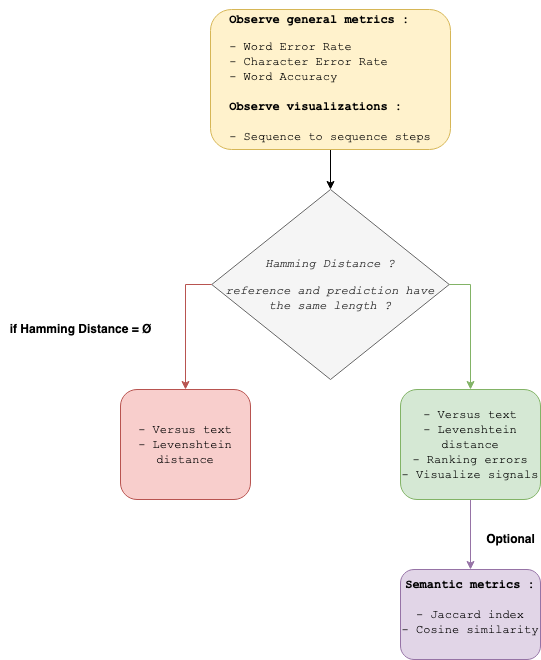 Observe general metrics :
- Word Error Rate
- Character Error Rate
- Word Accuracy
Observe visualizations :
- Sequence to sequence steps
Hamming Distance ?
reference and prediction have
the same length ?
if Hamming Distance = Ø
- Versus text
- Levenshtein
distance
- Versus text
- Levenshtein
distance
- Ranking errors
- Visualize signals
Optional
Semantic metrics :
- Jaccard index
- Cosine similarity